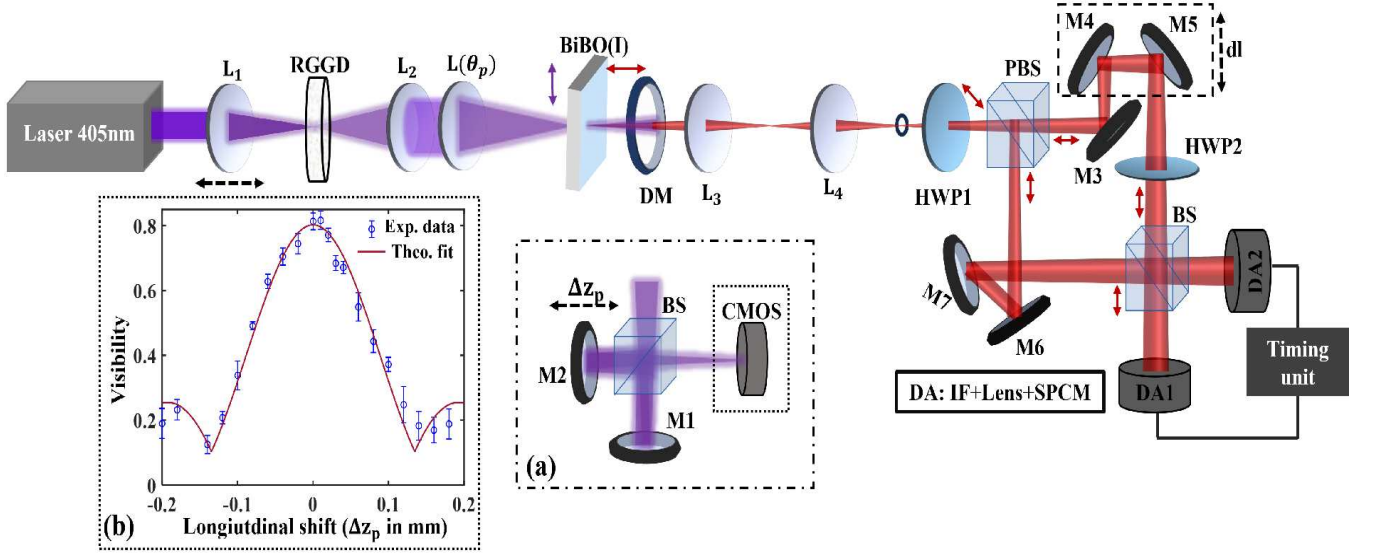 Laser 405nm
L1
RGGD
L2
L(θp)
BiBO(I)
DM
L3
L4
HWP1
PBS
M4
M5
dl
M3
HWP2
BS
DA2
M7
M6
DA1
Timing
unit
DA: IF+Lens+SPCM
Δzp
BS
CMOS
M2
M1
(a)
Exp. data
Theo. fit
Visibility
0.8
0.6
0.4
0.2
0
-0.2
-0.1
0
0.1
0.2
Longiutdinal shift (Δzp in mm)
(b)